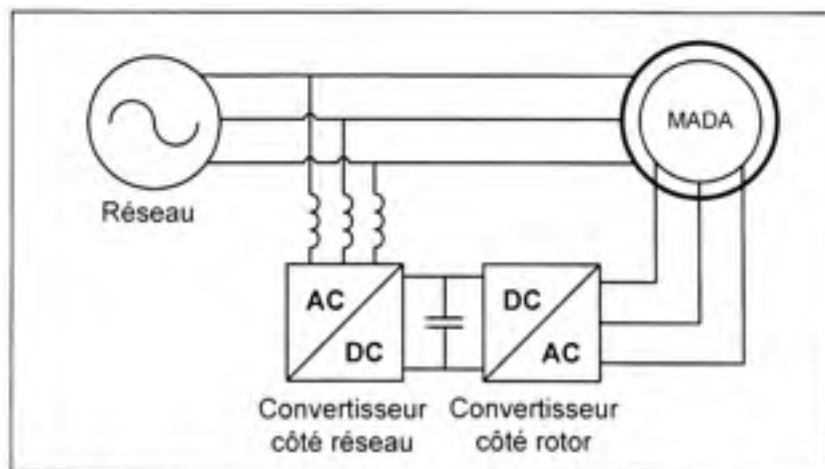 MADA
Réseau
AC
DC
DC
AC
Convertisseur
côté réseau
Convertisseur
côté rotor